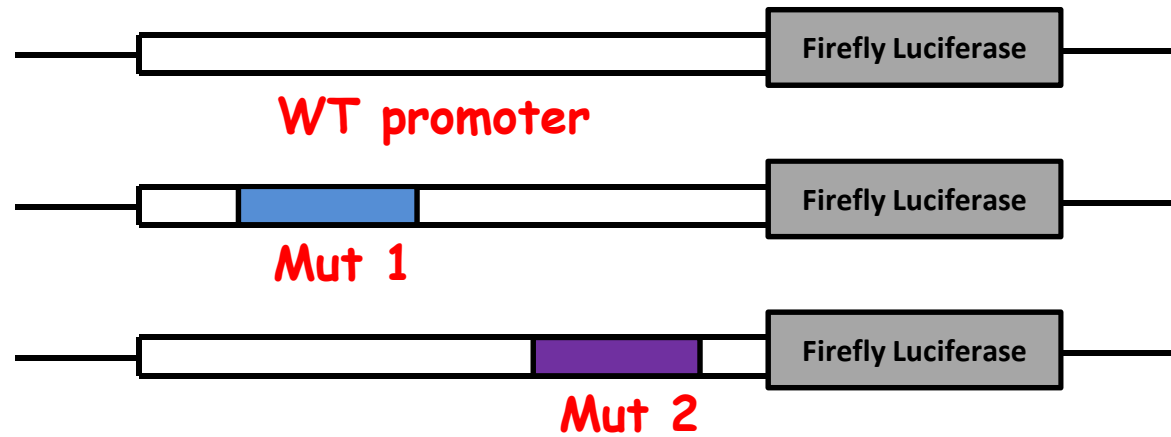 Firefly Luciferase
WT promoter
Firefly Luciferase
Mut 1
Firefly Luciferase
Mut 2